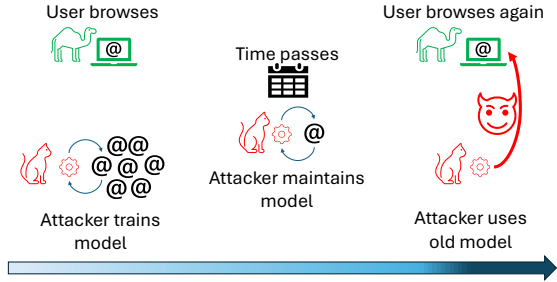 User browses
@
Time passes
User browses again
@
@
@ @
@ @ @
@ @
Attacker trains
model
Attacker maintains
model
Attacker uses
old model